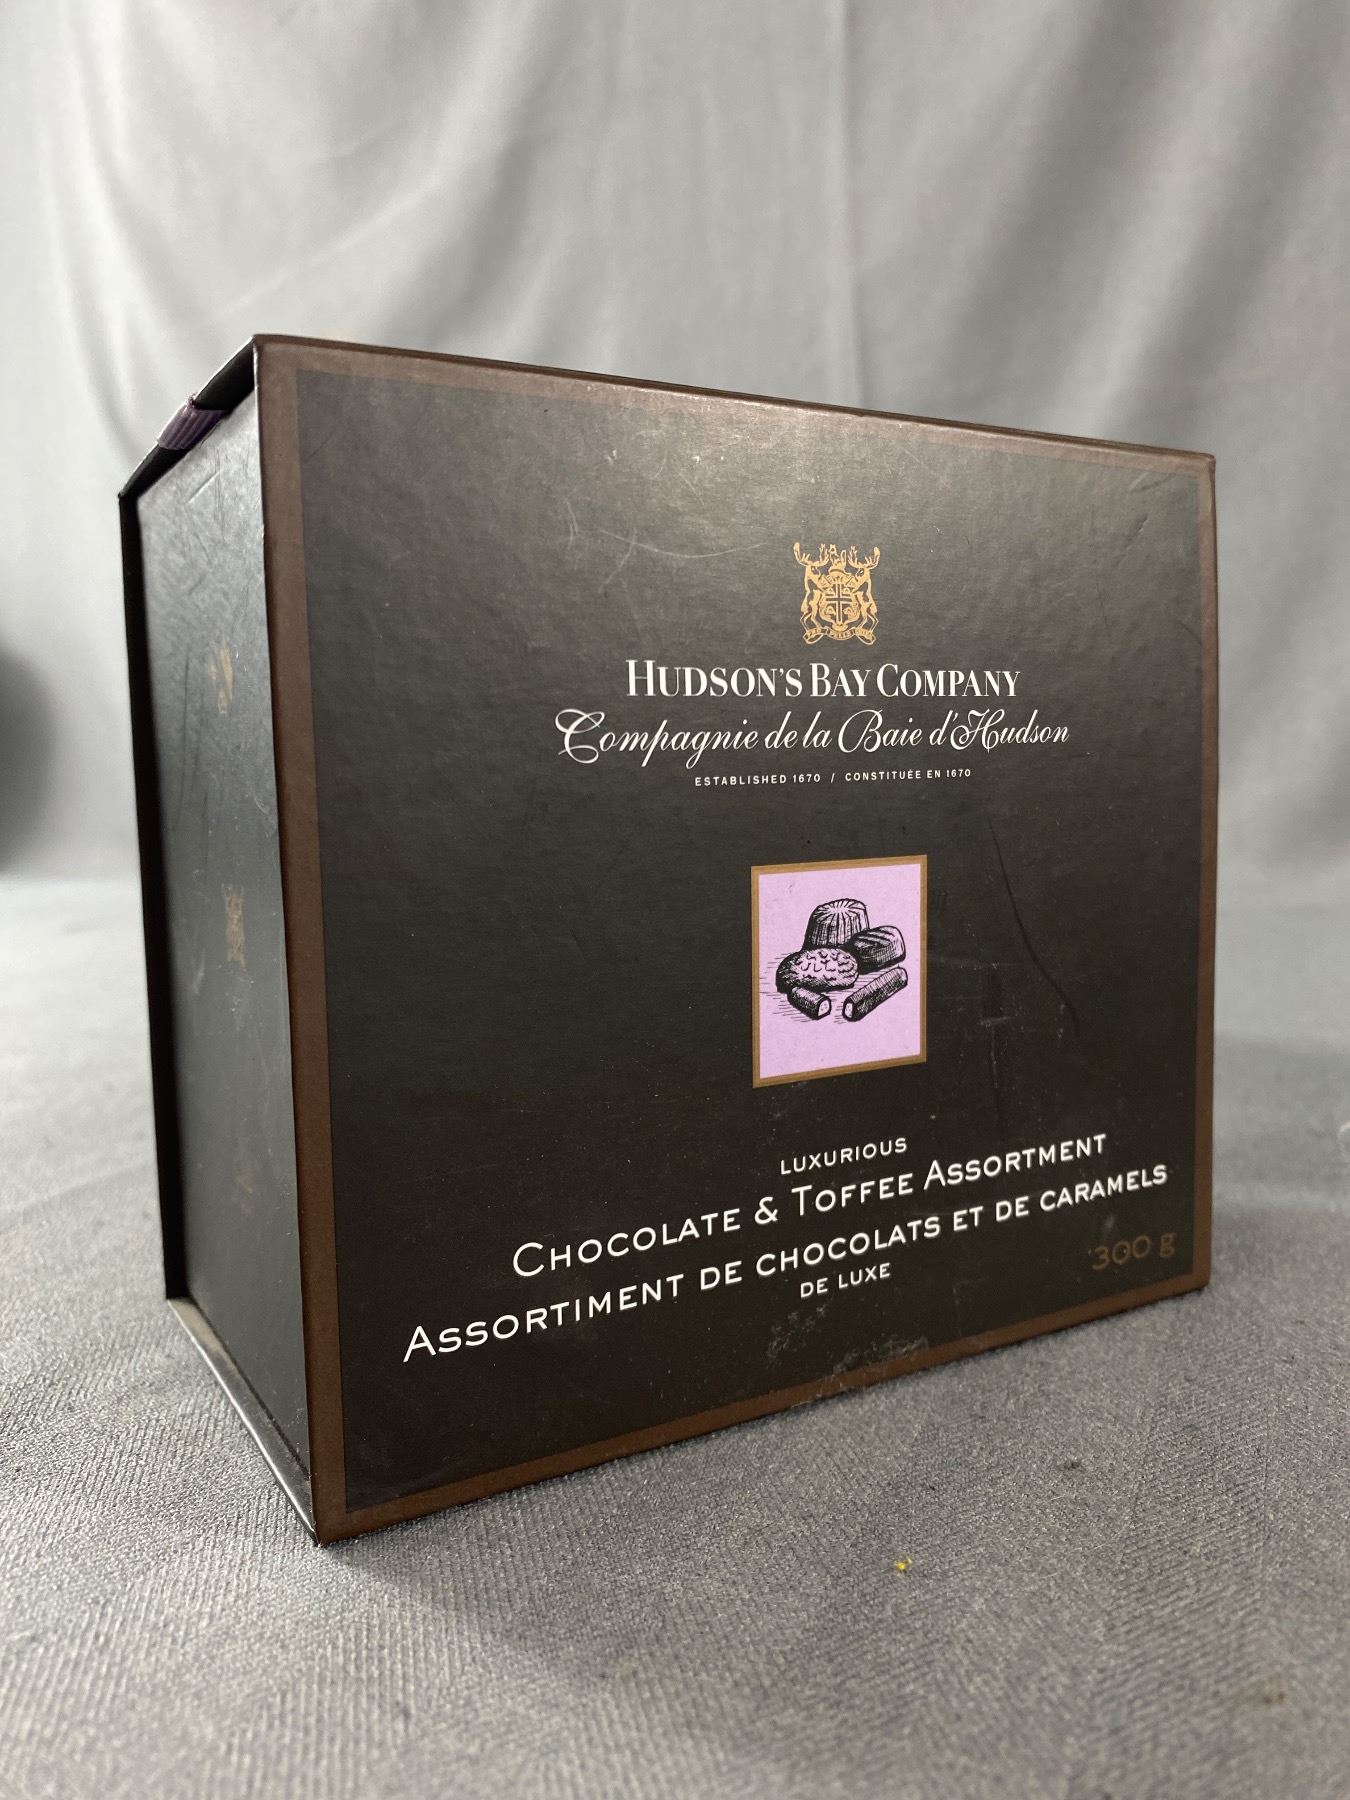 HUDSON'S BAY COMPANY
Compagnie de la Baie d'Hudson
ESTABLISHED 1670 / CONSTITUÉE EN 1670
LUXURIOUS
CHOCOLATE & TOFFEE ASSORTMENT
ASSORTIMENT DE CHOCOLATS ET DE CARAMELS
DE LUXE
300 g